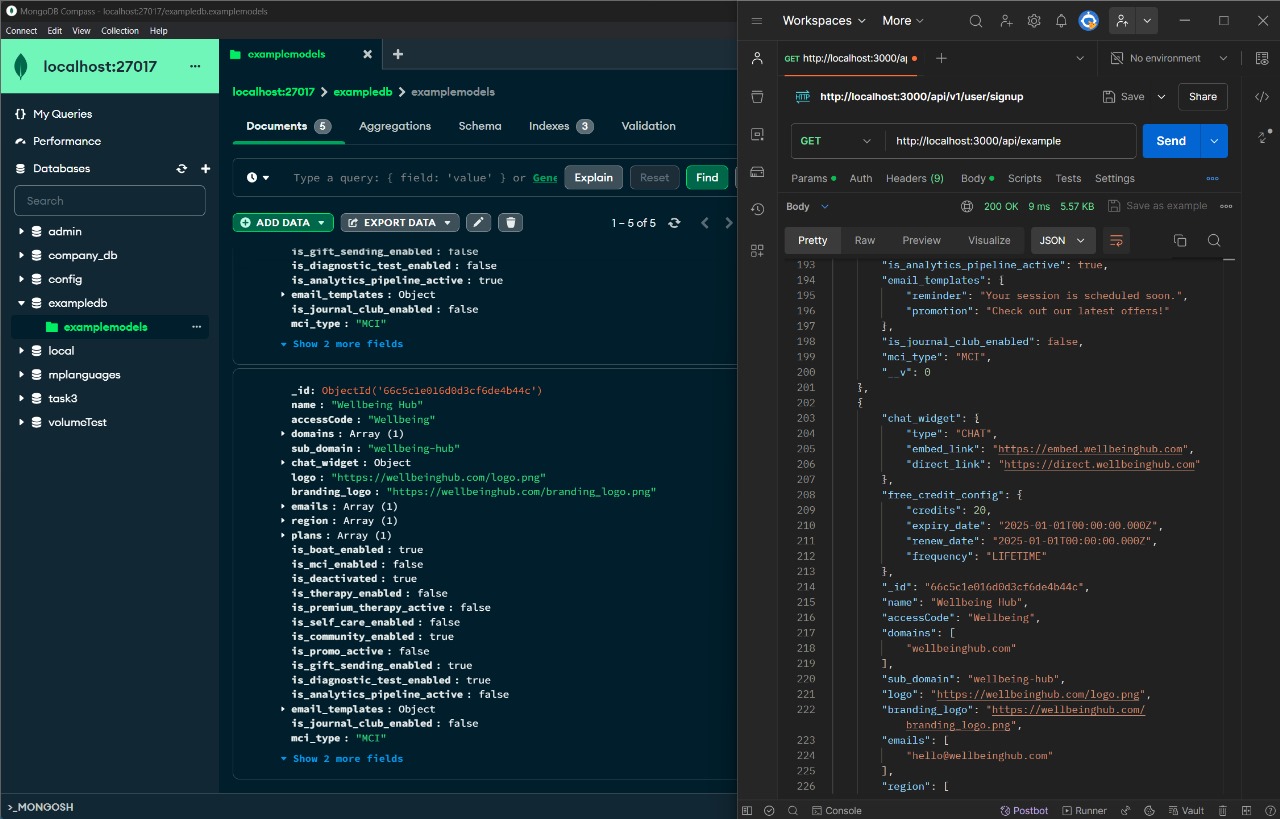 MongoDB Compass - localhost:27017/exampledb.examplemodels
Connect Edit View Collection Help
localhost:27017 ...
My Queries
Performance
Databases
Search
admin
company_db
config
exampledb
examplemodels ...
local
mplanguages
task3
volumeTest
>_MONGOSH
examplemodels
localhost:27017 > exampledb > examplemodels
Documents 5 Aggregations Schema Indexes 3 Validation
Type a query: { field: 'value' } or Gene Explain Reset Find
ADD DATA EXPORT DATA 1 – 5 of 5
is_gift_sending_enabled : false
is_diagnostic_test_enabled : false
is_analytics_pipeline_active : true
email_templates : Object
is_journal_club_enabled : false
mci_type : "MCI"
Show 2 more fields
_id: ObjectId('66c5c1e016d0d3cf6de4b44c')
name : "Wellbeing Hub"
accessCode : "Wellbeing"
domains : Array (1)
sub_domain : "wellbeing-hub"
chat_widget : Object
logo : "https://wellbeinghub.com/logo.png"
branding_logo : "https://wellbeinghub.com/branding_logo.png"
emails : Array (1)
region : Array (1)
plans : Array (1)
is_boat_enabled : true
is_mci_enabled : false
is_deactivated : true
is_therapy_enabled : false
is_premium_therapy_active : false
is_self_care_enabled : false
is_community_enabled : true
is_promo_active : false
is_gift_sending_enabled : true
is_diagnostic_test_enabled : true
is_analytics_pipeline_active : false
email_templates : Object
is_journal_club_enabled : false
mci_type : "MCI"
Show 2 more fields
Workspaces More
GET http://localhost:3000/a No environment
HTTP http://localhost:3000/api/v1/user/signup Save Share
GET http://localhost:3000/api/example Send
Params Auth Headers (9) Body Scripts Tests Settings
Body 200 OK 9 ms 5.57 KB Save as example
Pretty Raw Preview Visualize JSON
193 "is_analytics_pipeline_active": true,
194 "email_templates": {
195 "reminder": "Your session is scheduled soon.",
196 "promotion": "Check out our latest offers!"
197 },
198 "is_journal_club_enabled": false,
199 "mci_type": "MCI",
200 "__v": 0
201 },
202 {
203 "chat_widget": {
204 "type": "CHAT",
205 "embed_link": "https://embed.wellbeinghub.com",
206 "direct_link": "https://direct.wellbeinghub.com"
207 },
208 "free_credit_config": {
209 "credits": 20,
210 "expiry_date": "2025-01-01T00:00:00.000Z",
211 "renew_date": "2025-01-01T00:00:00.000Z",
212 "frequency": "LIFETIME"
213 },
214 "_id": "66c5c1e016d0d3cf6de4b44c",
215 "name": "Wellbeing Hub",
216 "accessCode": "Wellbeing",
217 "domains": [
218 "wellbeinghub.com"
219 ],
220 "sub_domain": "wellbeing-hub",
221 "logo": "https://wellbeinghub.com/logo.png",
222 "branding_logo": "https://wellbeinghub.com/
branding_logo.png",
223 "emails": [
224 "hello@wellbeinghub.com"
225 ],
226 "region": [
Console Postbot Runner Vault